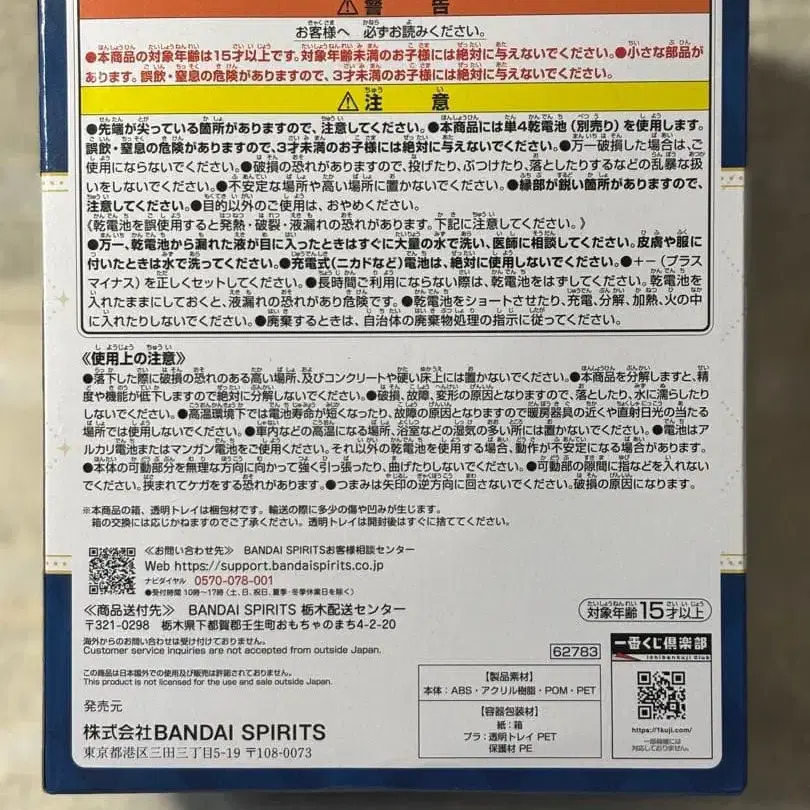 ⚠警告
お客様へ 必ずお読みください。
●本商品の対象年齢は15才以上です。対象年齢未満のお子様には絶対に与えないでください。●小さな部品が
あります。誤飲・窒息の危険がありますので、3才未満のお子様には絶対に与えないでください。
⚠注意
●先端が尖っている箇所がありますので、注意してください。●本商品には単4乾電池(別売り)を使用します。
誤飲・窒息の危険がありますので、3才未満のお子様には絶対に与えないでください。●万一破損した場合は、ご
使用にならないでください。●破損の恐れがありますので、投げたり、ぶつけたり、落としたりするなどの乱暴な扱
いをしないでください。●不安定な場所や高い場所に置かないでください。●縁部が鋭い箇所がありますので、
注意してください。●目的以外のご使用は、おやめください。
《乾電池を誤使用すると発熱・破裂・液漏れの恐れがあります。下記に注意してください。》
●万一、乾電池から漏れた液が目に入ったときはすぐに大量の水で洗い、医師に相談してください。皮膚や服に
付いたときは水で洗ってください。●充電式(ニカドなど)電池は、絶対に使用しないでください。●+-(プラス
マイナス)を正しくセットしてください。●長時間ご利用にならない際は、乾電池をはずしてください。乾電池を
入れたままにしておくと、液漏れの恐れがあり危険です。●乾電池をショートさせたり、充電、分解、加熱、火の中
に入れたりしないでください。●廃棄するときは、自治体の廃棄物処理の指示に従ってください。
《使用上の注意》
●落下した際に破損の恐れのある高い場所、及びコンクリートや硬い床上には置かないでください。●本商品を分解しますと、精
度や機能が低下しますので絶対に分解しないでください。●破損、故障、変形の原因となりますので、落としたり、水に濡らしたり
しないでください。●高温環境下では電池寿命が短くなったり、故障の原因となりますので暖房器具の近くや直射日光の当たる
場所では使用しないでください。●車内などの高温になる場所、浴室などの湿気の多い所には置かないでください。●電池はア
ルカリ電池またはマンガン電池をご使用ください。それ以外の乾電池を使用する場合、動作が不安定になる場合があります。
●本体の可動部分を無理な方向に向かって強く引っ張ったり、曲げたりしないでください。●可動部の隙間に指などを入れない
でください。挟まれてケガをする恐れがあります。●つまみは矢印の逆方向に回さないでください。破損の原因になります。
※本商品の箱、透明トレイは梱包材です。輸送の際に多少の傷や凹みが生じます。
箱の交換には応じかねますのでご了承ください。透明トレイは開封後はすぐに捨ててください。
《お問い合わせ先》 BANDAI SPIRITSお客様相談センター
Web https://support.bandaispirits.co.jp
ナビダイヤル 0570-078-001
●受付時間 10時~17時(土、日、祝日、夏季・冬季休業日を除く)
《商品送付先》 BANDAI SPIRITS 栃木配送センター
〒321-0298 栃木県下都賀郡壬生町おもちゃのまち4-2-20
対象年齢 15才以上
海外からのお問い合わせは受け付けておりません。
Customer service inquiries are not accepted from outside Japan.
62783
この商品は日本国外での使用及び販売は許諾されておりません。
This product is not licensed for the use and sale outside Japan.
発売元
株式会社BANDAI SPIRITS
東京都港区三田三丁目5-19 〒108-0073
【製品素材】
本体:ABS・アクリル樹脂・POM・PET
【容器包装材】
紙:箱
プラ:透明トレイ PET
保護材 PE
一番くじ倶楽部
ichibankuji club
https://1kuji.com/
一部機種には
対応しておりません。